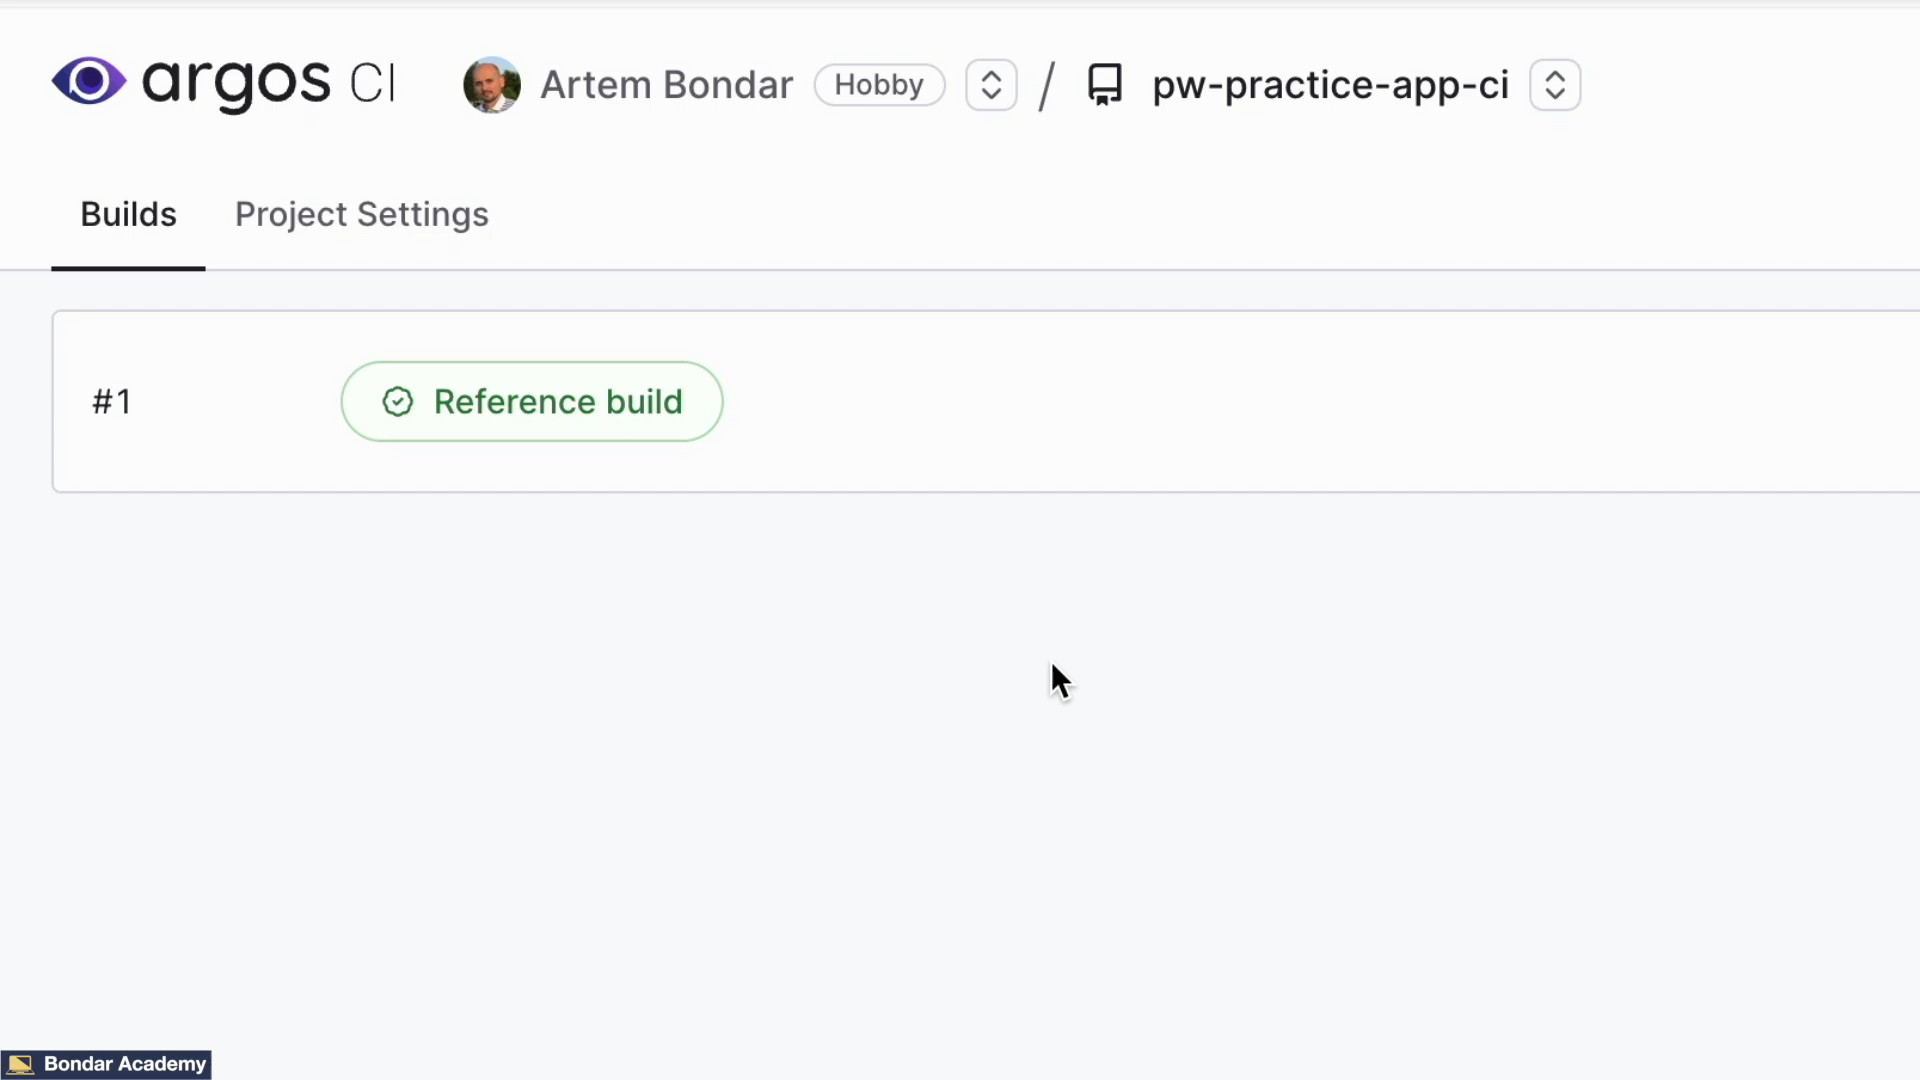 argos CI Artem Bondar Hobby / pw-practice-app-ci
Builds Project Settings
#1 Reference build
Bondar Academy